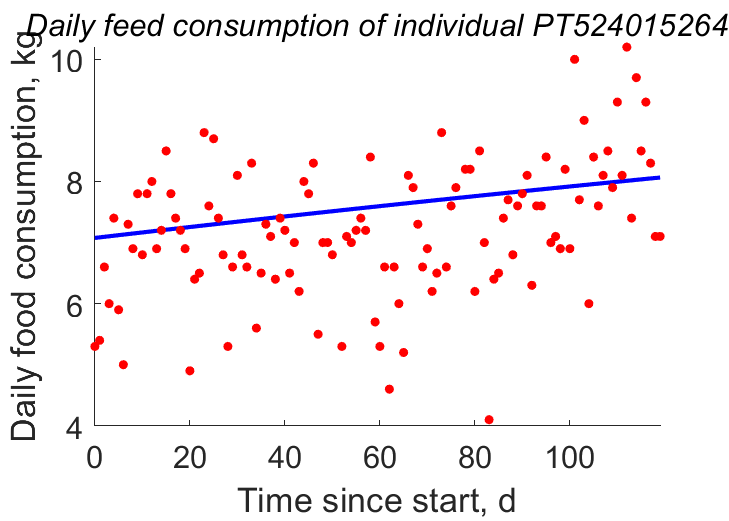 Daily feed consumption of individual PT524015264
Daily food consumption, kg
10
8
6
4
0 20 40 60 80 100
Time since start, d